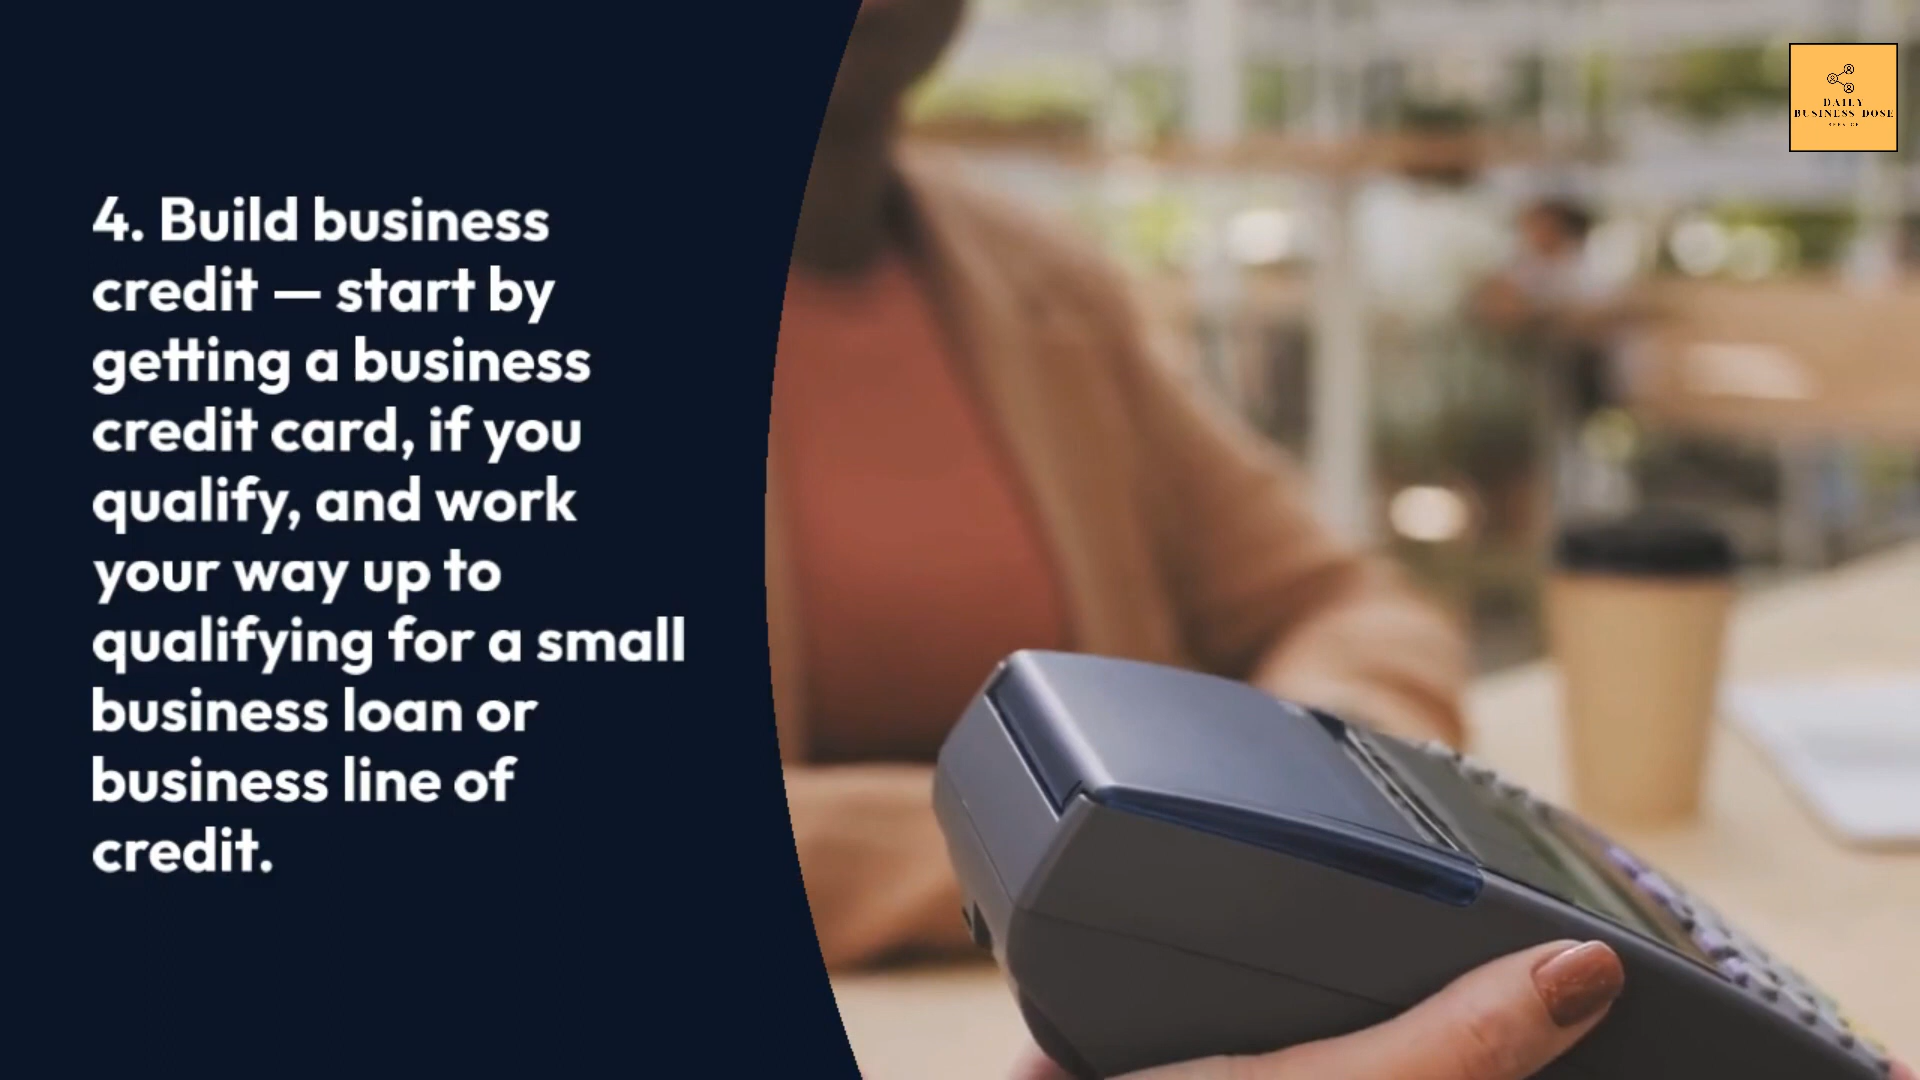 4. Build business
credit — start by
getting a business
credit card, if you
qualify, and work
your way up to
qualifying for a small
business loan or
business line of
credit.
DAILY
BUSINESS DOSE